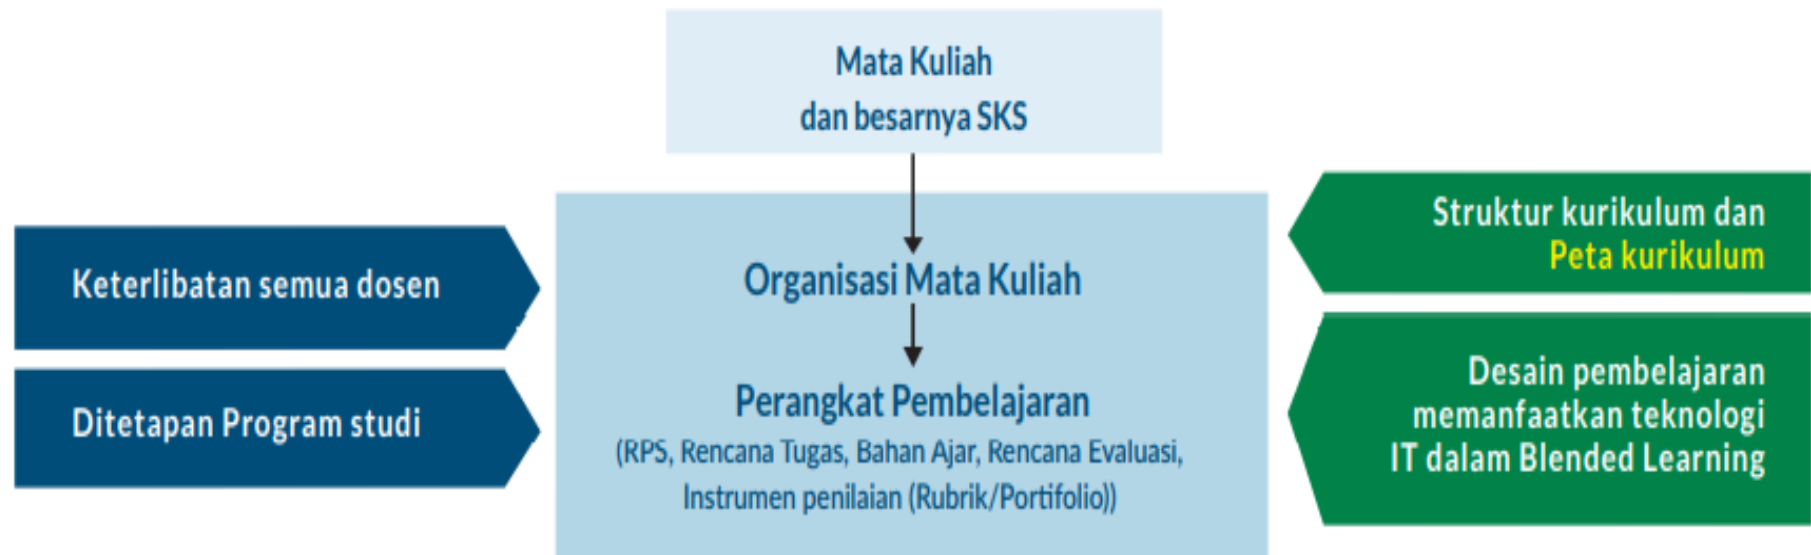 Mata Kuliah
dan besarnya SKS
Keterlibatan semua dosen
Ditetapan Program studi
Organisasi Mata Kuliah
Perangkat Pembelajaran
(RPS, Rencana Tugas, Bahan Ajar, Rencana Evaluasi,
Instrumen penilaian (Rubrik/Portifolio))
Struktur kurikulum dan
Peta kurikulum
Desain pembelajaran
memanfaatkan teknologi
IT dalam Blended Learning